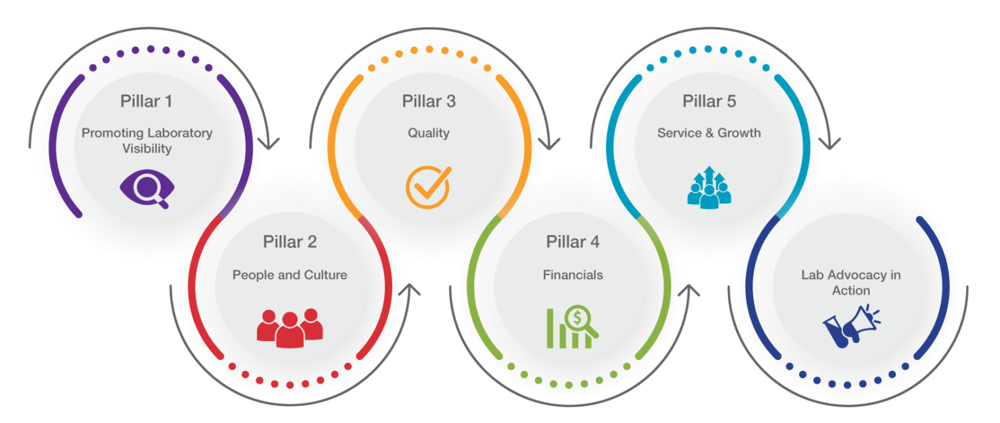 Pillar 1
Promoting Laboratory
Visibility
Pillar 2
People and Culture
Pillar 3
Quality
Pillar 4
Financials
$
Pillar 5
Service & Growth
Lab Advocacy in
Action